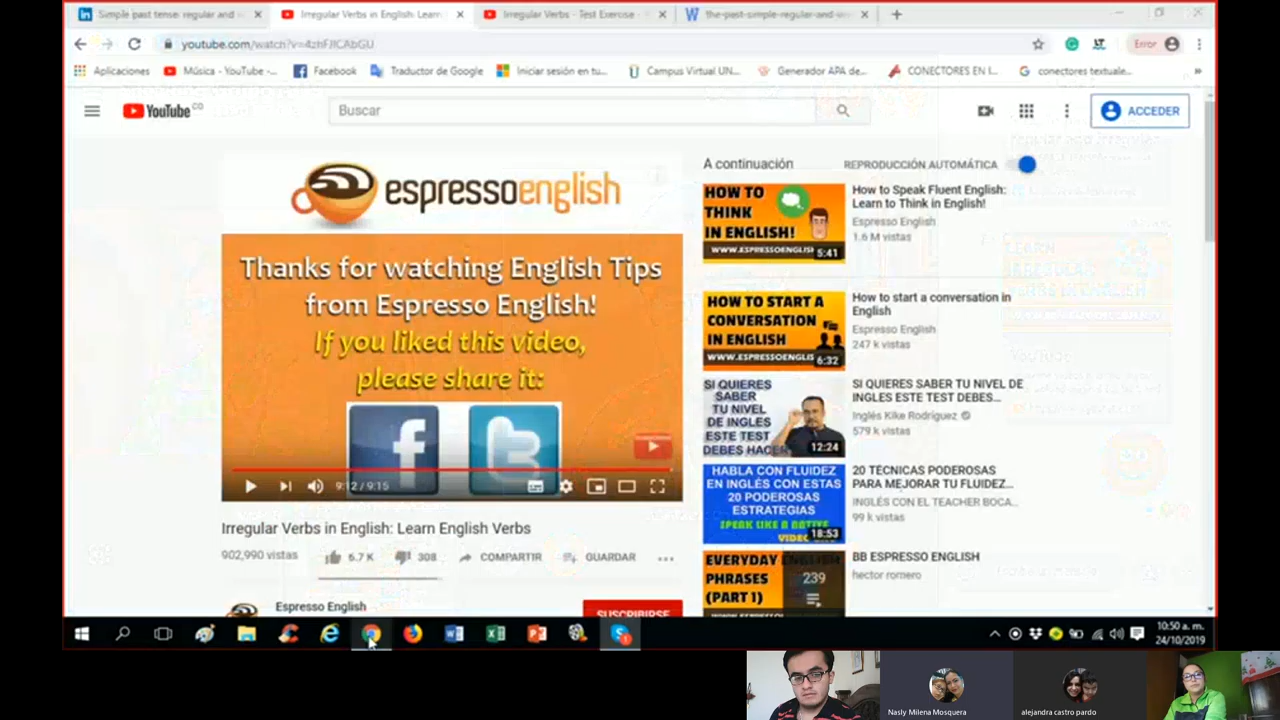 Simple past tense: regular and
Irregular Verbs in English: Learn
Irregular Verbs - Test Exercise -
the-past-simple-regular-and-
youtube.com/watch?v=4zhFJICAbGU
Error
Aplicaciones
Música - YouTube -...
Facebook
Traductor de Google
Iniciar sesión en tu...
Campus Virtual UN...
Generador APA de...
CONECTORES EN I...
conectores textuale...
YouTube CO
Buscar
ACCEDER
espressoenglish
Thanks for watching English Tips
from Espresso English!
If you liked this video,
please share it:
9:12 / 9:15
Irregular Verbs in English: Learn English Verbs
902,990 vistas
6.7 K
308
COMPARTIR
GUARDAR
Espresso English
SUSCRIBIRSE
A continuación
REPRODUCCIÓN AUTOMÁTICA
HOW TO
THINK
IN ENGLISH!
WWW.ESPRESSOENGLIS
5:41
How to Speak Fluent English:
Learn to Think in English!
Espresso English
1.6 M vistas
HOW TO START A
CONVERSATION
IN ENGLISH
WWW.ESPRESSOENGLIS
6:32
How to start a conversation in
English
Espresso English
247 k vistas
SI QUIERES
SABER
TU NIVEL
DE INGLES
ESTE TEST
DEBES HACER
12:24
SI QUIERES SABER TU NIVEL DE
INGLES ESTE TEST DEBES...
Inglés Kike Rodriguez
579 k vistas
HABLA CON FLUIDEZ
EN INGLÉS CON ESTAS
20 PODEROSAS
ESTRATEGIAS
SPEAK LIKE A NATIVE
18:53
20 TÉCNICAS PODEROSAS
PARA MEJORAR TU FLUIDEZ...
INGLÉS CON EL TEACHER BOCA...
99 k vistas
EVERYDAY ENGLISH
PHRASES
(PART 1)
239
BB ESPRESSO ENGLISH
hector romero
10:50 a. m.
24/10/2019
Nasly Milena Mosquera
alejandra castro pardo